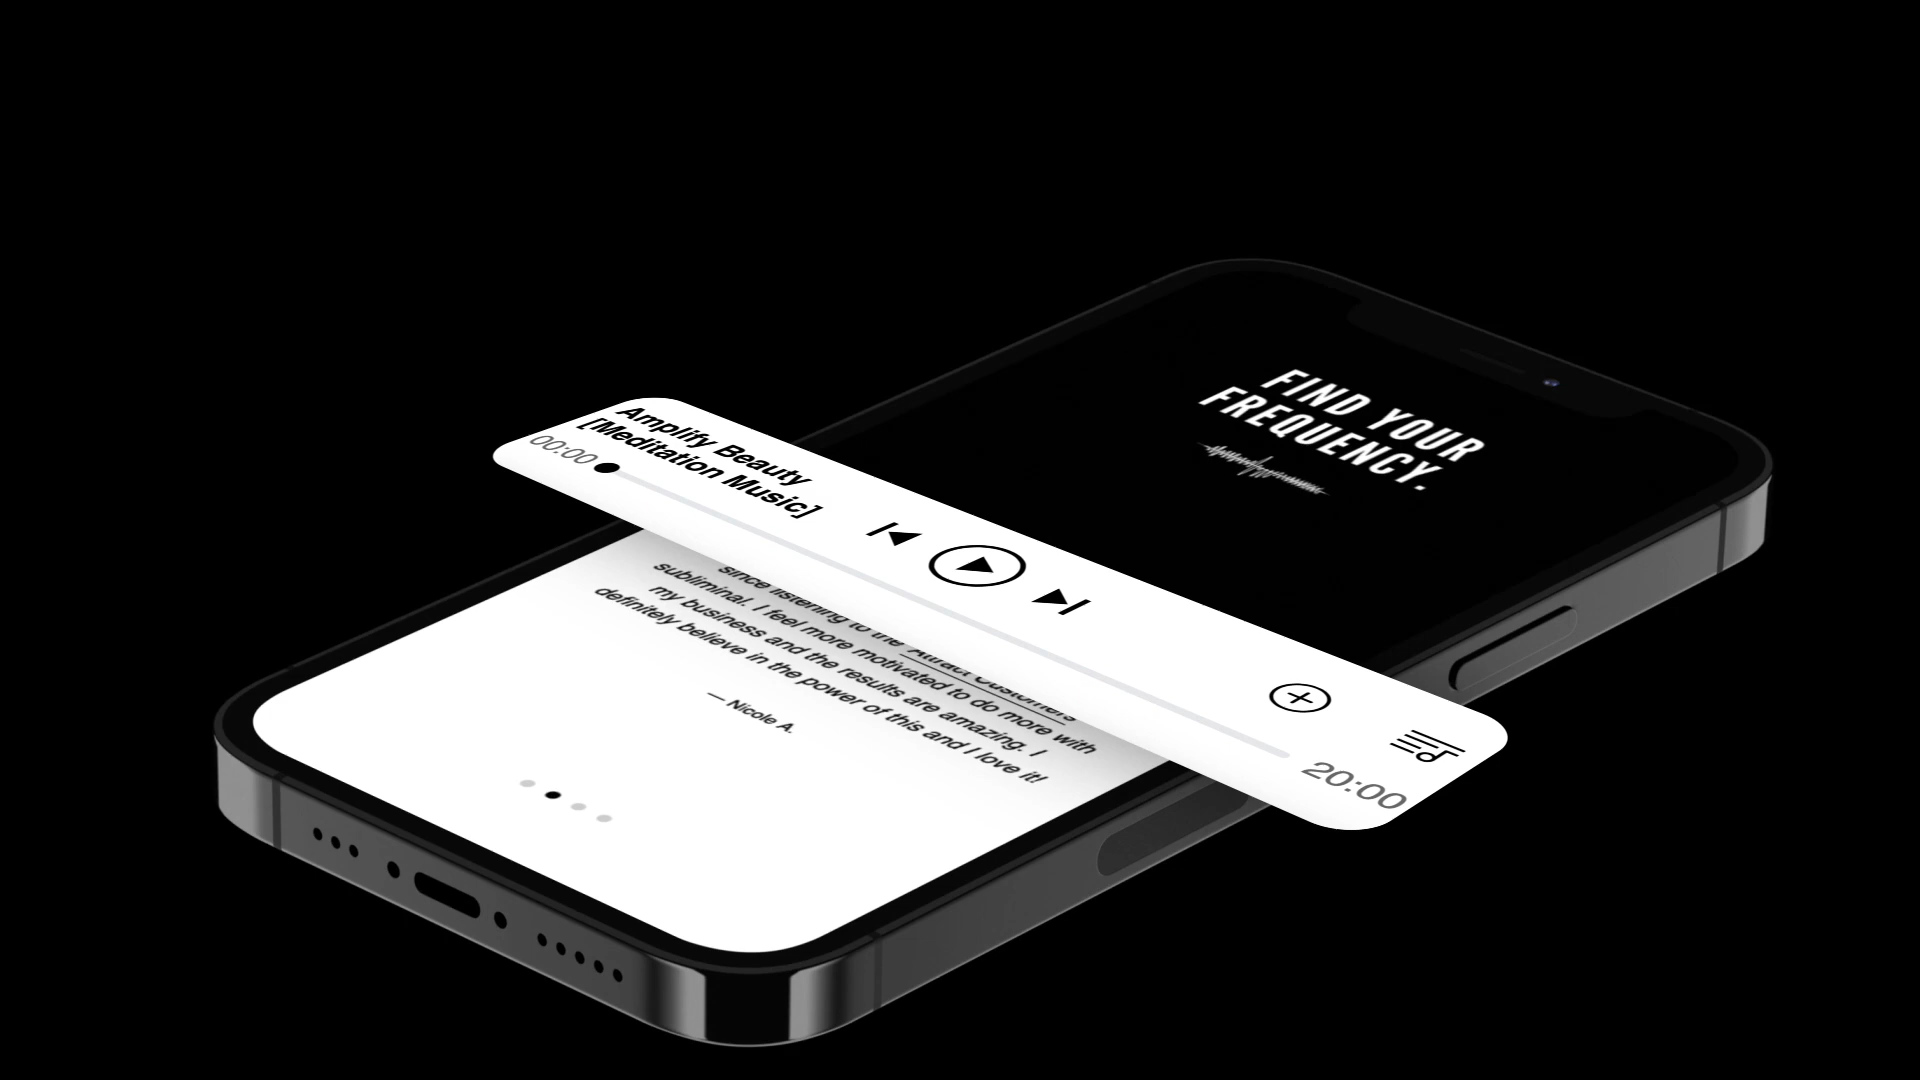 FIND YOUR
FREQUENCY.
Amplify Beauty
[Meditation Music]
00:00
20:00
since listening to the Attract Customers
subliminal. I feel more motivated to do more with
my business and the results are amazing. I
definitely believe in the power of this and I love it!
— Nicole A.